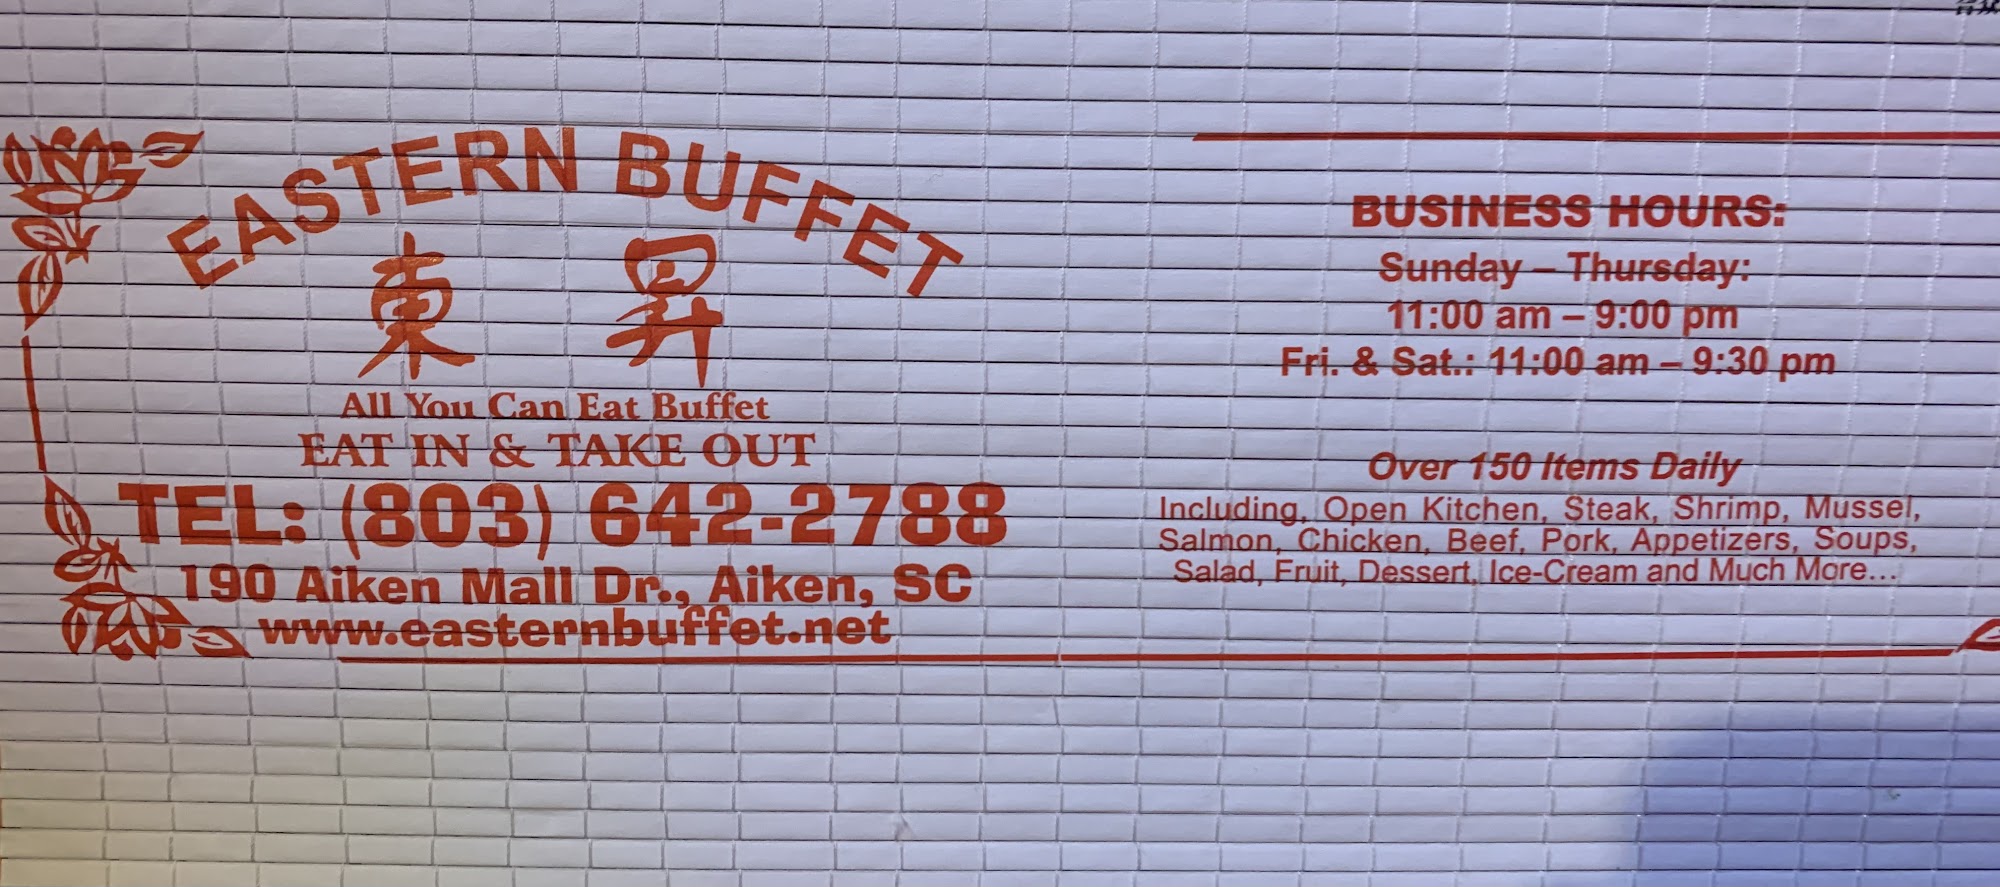 EASTERN BUFFET
東昇
All You Can Eat Buffet
EAT IN & TAKE OUT
TEL: (803) 642-2788
190 Aiken Mall Dr., Aiken, SC
www.easternbuffet.net
BUSINESS HOURS:
Sunday – Thursday:
11:00 am – 9:00 pm
Fri. & Sat.: 11:00 am – 9:30 pm
Over 150 Items Daily
Including, Open Kitchen, Steak, Shrimp, Mussel,
Salmon, Chicken, Beef, Pork, Appetizers, Soups,
Salad, Fruit, Dessert, Ice-Cream and Much More...